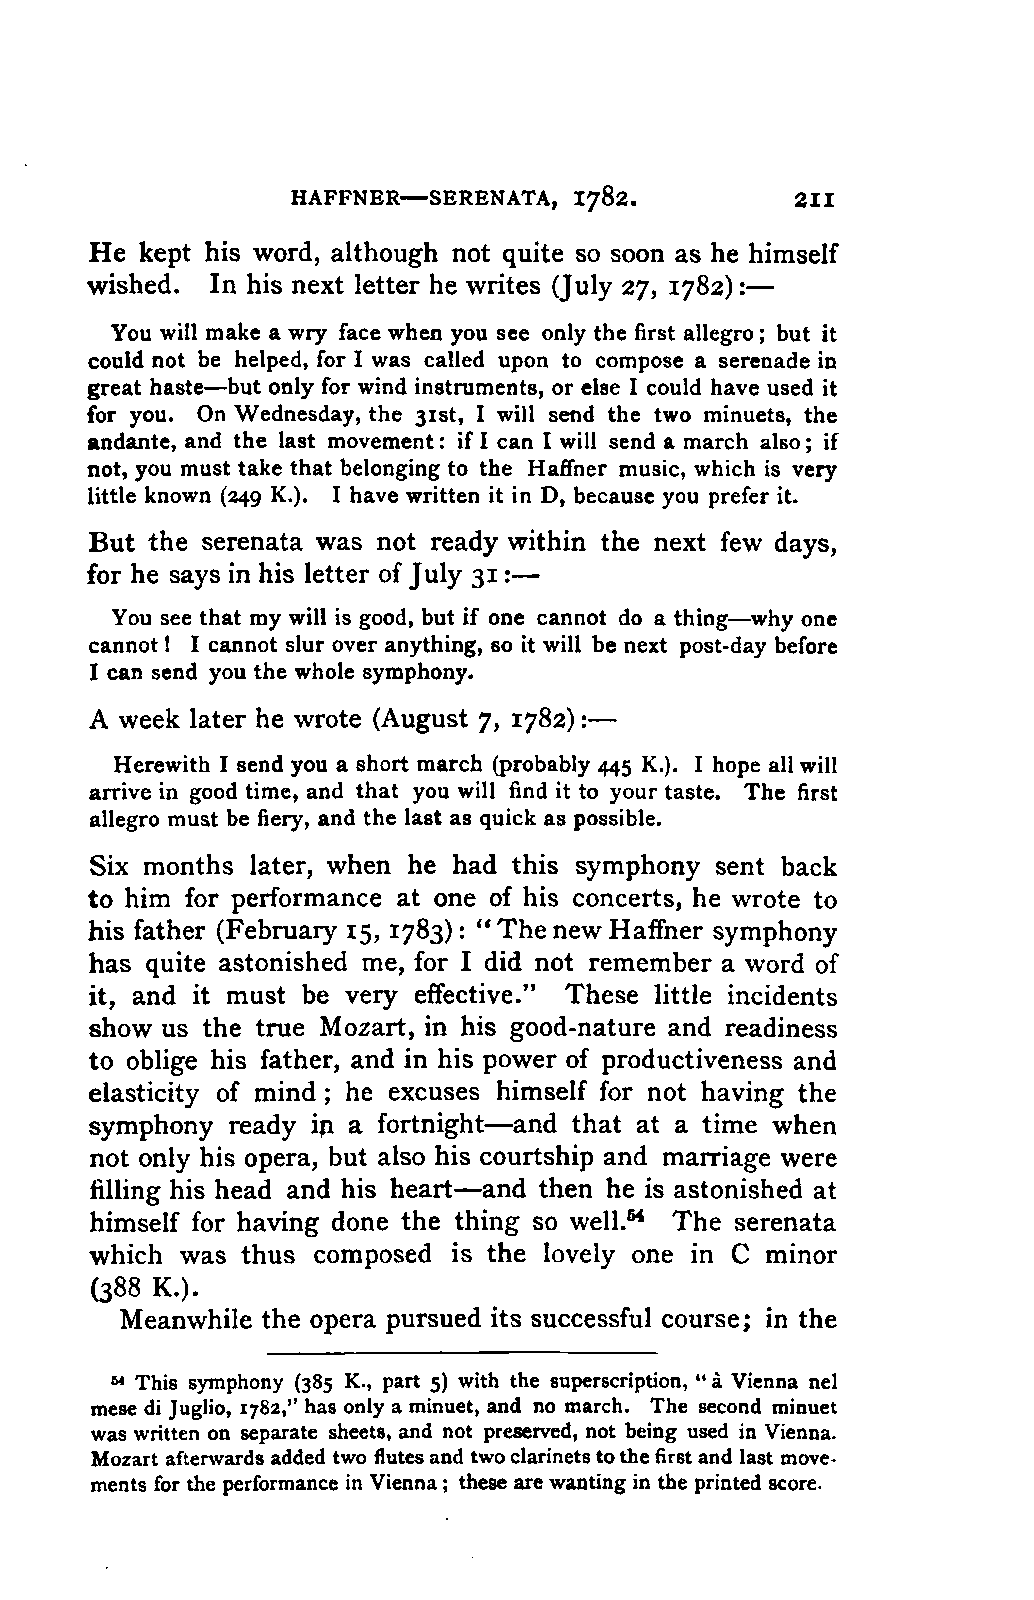 HAFFNER—SERENATA, 1782. 211
He kept his word, although not quite so soon as he himself
wished. In his next letter he writes (July 27, 1782):—
You will make a wry face when you see only the first allegro; but it
could not be helped, for I was called upon to compose a serenade in
great haste—but only for wind instruments, or else I could have used it
for you. On Wednesday, the 31st, I will send the two minuets, the
andante, and the last movement: if I can I will send a march also; if
not, you must take that belonging to the Haffner music, which is very
little known (249 K.). I have written it in D, because you prefer it.
But the serenata was not ready within the next few days,
for he says in his letter of July 31:—
You see that my will is good, but if one cannot do a thing—why one
cannot! I cannot slur over anything, so it will be next post-day before
I can send you the whole symphony.
A week later he wrote (August 7, 1782):—
Herewith I send you a short march (probably 445 K.). I hope all will
arrive in good time, and that you will find it to your taste. The first
allegro must be fiery, and the last as quick as possible.
Six months later, when he had this symphony sent back
to him for performance at one of his concerts, he wrote to
his father (February 15, 1783): "The new Haffner symphony
has quite astonished me, for I did not remember a word of
it, and it must be very effective." These little incidents
show us the true Mozart, in his good-nature and readiness
to oblige his father, and in his power of productiveness and
elasticity of mind; he excuses himself for not having the
symphony ready in a fortnight—and that at a time when
not only his opera, but also his courtship and marriage were
filling his head and his heart—and then he is astonished at
himself for having done the thing so well.⁵⁴ The serenata
which was thus composed is the lovely one in C minor
(388 K.).
Meanwhile the opera pursued its successful course; in the
⁵⁴ This symphony (385 K., part 5) with the superscription, "à Vienna nel
mese di Juglio, 1782," has only a minuet, and no march. The second minuet
was written on separate sheets, and not preserved, not being used in Vienna.
Mozart afterwards added two flutes and two clarinets to the first and last move-
ments for the performance in Vienna; these are wanting in the printed score.